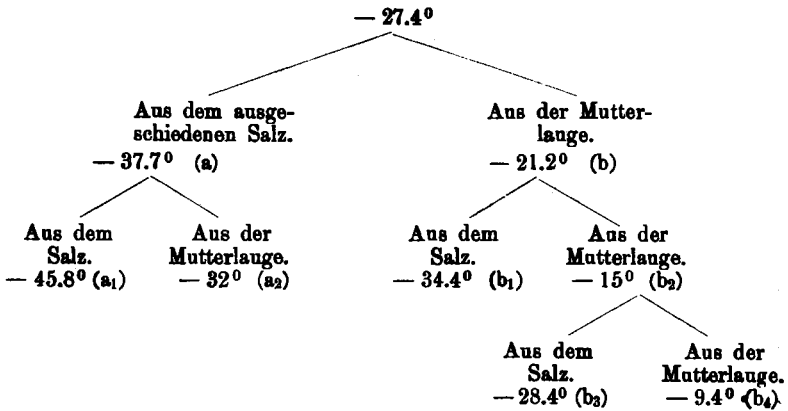 — 27.4⁰
Aus dem ausge-
schiedenen Salz.
— 37.7⁰ (a)
Aus der Mutter-
lauge.
— 21.2⁰ (b)
Aus dem
Salz.
— 45.8⁰ (a₁)
Aus der
Mutterlauge.
— 32⁰ (a₂)
Aus dem
Salz.
— 34.4⁰ (b₁)
Aus der
Mutterlauge.
— 15⁰ (b₂)
Aus dem
Salz.
— 28.4⁰ (b₃)
Aus der
Mutterlauge.
— 9.4⁰ (b₄)